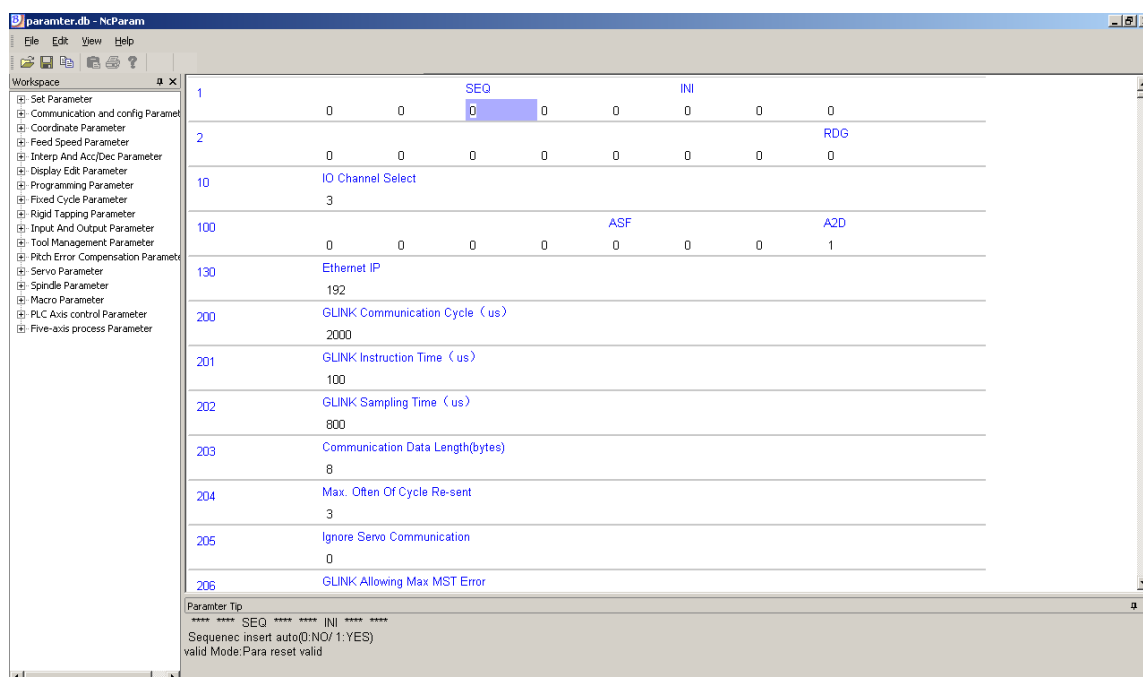 paramter.db - NcParam
File Edit View Help
Workspace
Set Parameter
Communication and config Paramet
Coordinate Parameter
Feed Speed Parameter
Interp And Acc/Dec Parameter
Display Edit Parameter
Programming Parameter
Fixed Cycle Parameter
Rigid Tapping Parameter
Input And Output Parameter
Tool Management Parameter
Pitch Error Compensation Paramete
Servo Parameter
Spindle Parameter
Macro Parameter
PLC Axis control Parameter
Five-axis process Parameter
1 SEQ INI
0 0 0 0 0 0 0 0
2 RDG
0 0 0 0 0 0 0 0
10 IO Channel Select
3
100 ASF A2D
0 0 0 0 0 0 0 1
130 Ethernet IP
192
200 GLINK Communication Cycle（us）
2000
201 GLINK Instruction Time（us）
100
202 GLINK Sampling Time（us）
800
203 Communication Data Length(bytes)
8
204 Max. Often Of Cycle Re-sent
3
205 Ignore Servo Communication
0
206 GLINK Allowing Max MST Error
Paramter Tip
**** **** SEQ **** **** INI **** ****
Sequenec insert auto(0:NO/ 1:YES)
valid Mode:Para reset valid